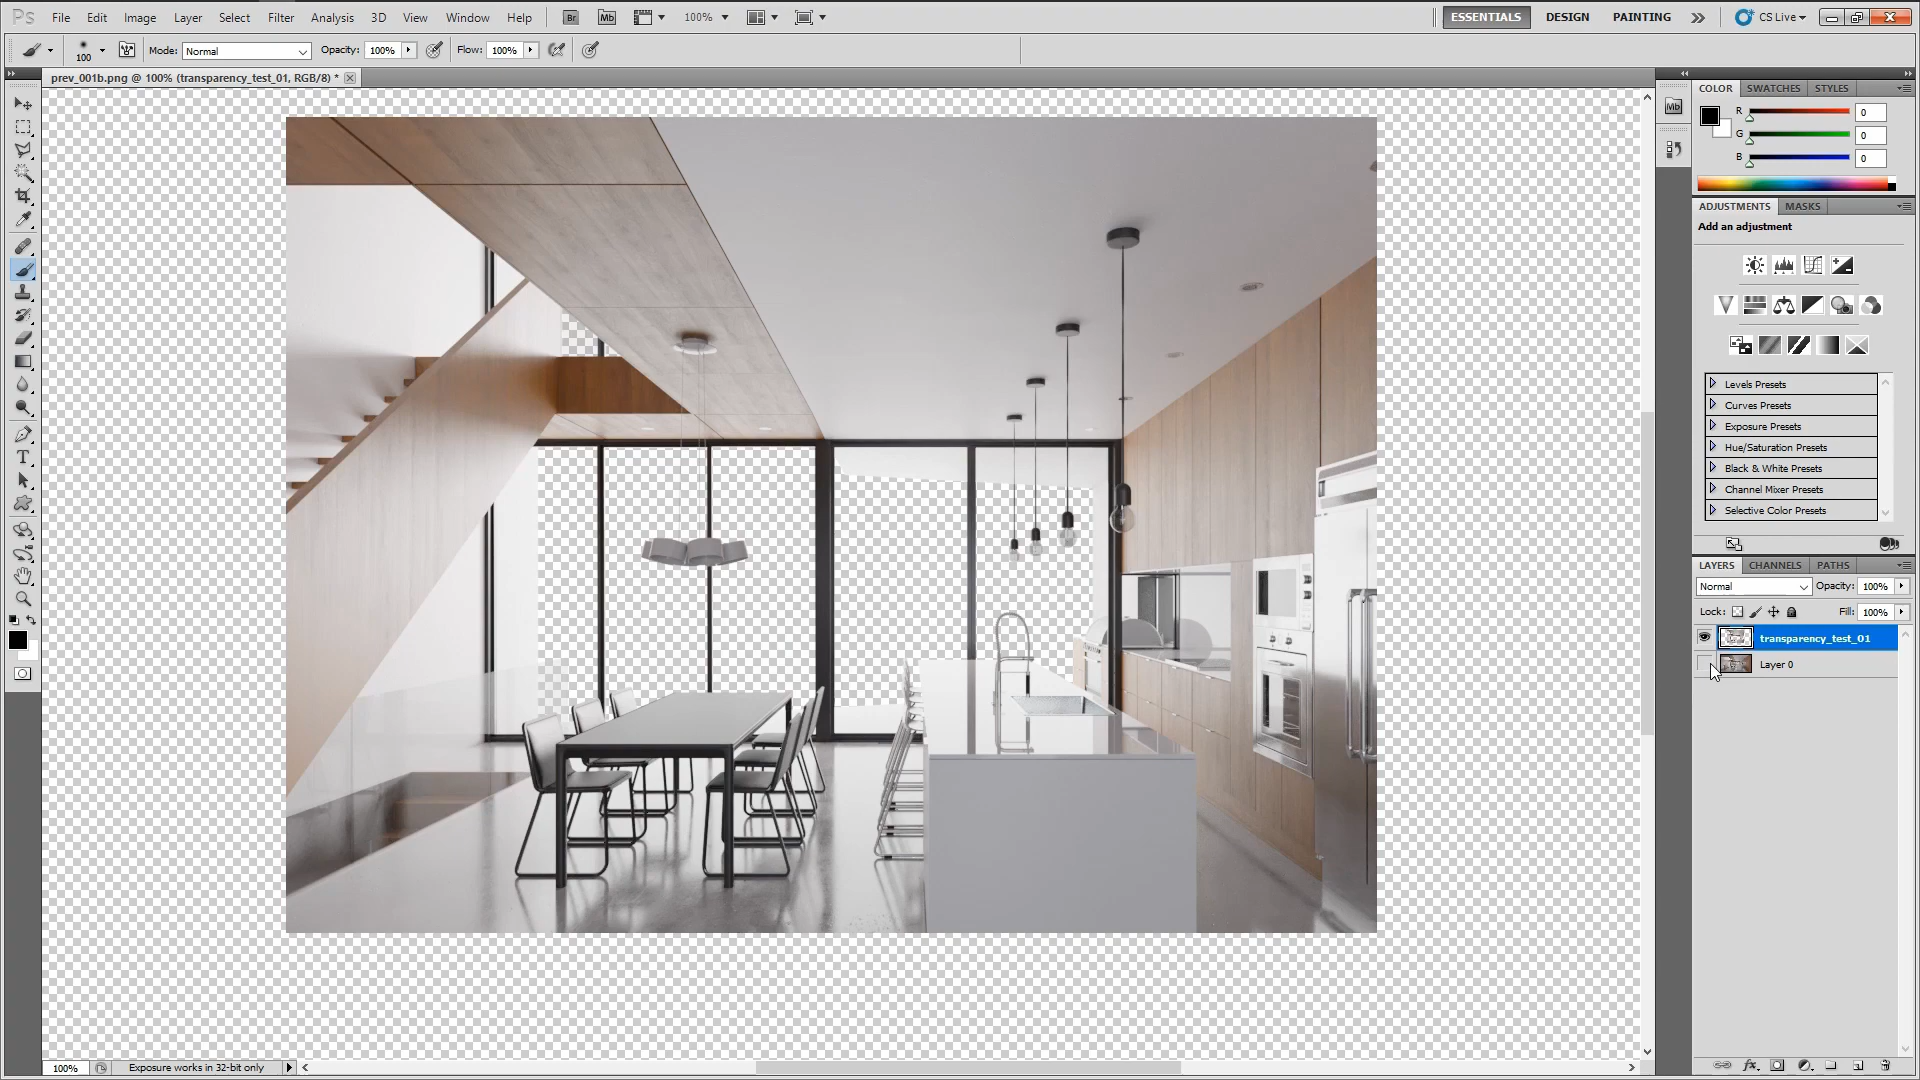 Ps File Edit Image Layer Select Filter Analysis 3D View Window Help Br Mb 100% ESSENTIALS DESIGN PAINTING CS Live
100 Mode: Normal Opacity: 100% Flow: 100%
prev_001b.png @ 100% (transparency_test_01, RGB/8) *
COLOR SWATCHES STYLES
Mb
R 0
G 0
B 0
ADJUSTMENTS MASKS
Add an adjustment
Levels Presets
Curves Presets
Exposure Presets
Hue/Saturation Presets
Black & White Presets
Channel Mixer Presets
Selective Color Presets
LAYERS CHANNELS PATHS
Normal Opacity: 100%
Lock: Fill: 100%
transparency_test_01
Layer 0
100% Exposure works in 32-bit only